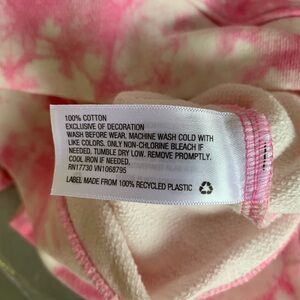 100% COTTON
EXCLUSIVE OF DECORATION
WASH BEFORE WEAR. MACHINE WASH COLD WITH
LIKE COLORS. ONLY NON-CHLORINE BLEACH IF
NEEDED. TUMBLE DRY LOW. REMOVE PROMPTLY.
COOL IRON IF NEEDED.
RN17730 VN1068795
LABEL MADE FROM 100% RECYCLED PLASTIC